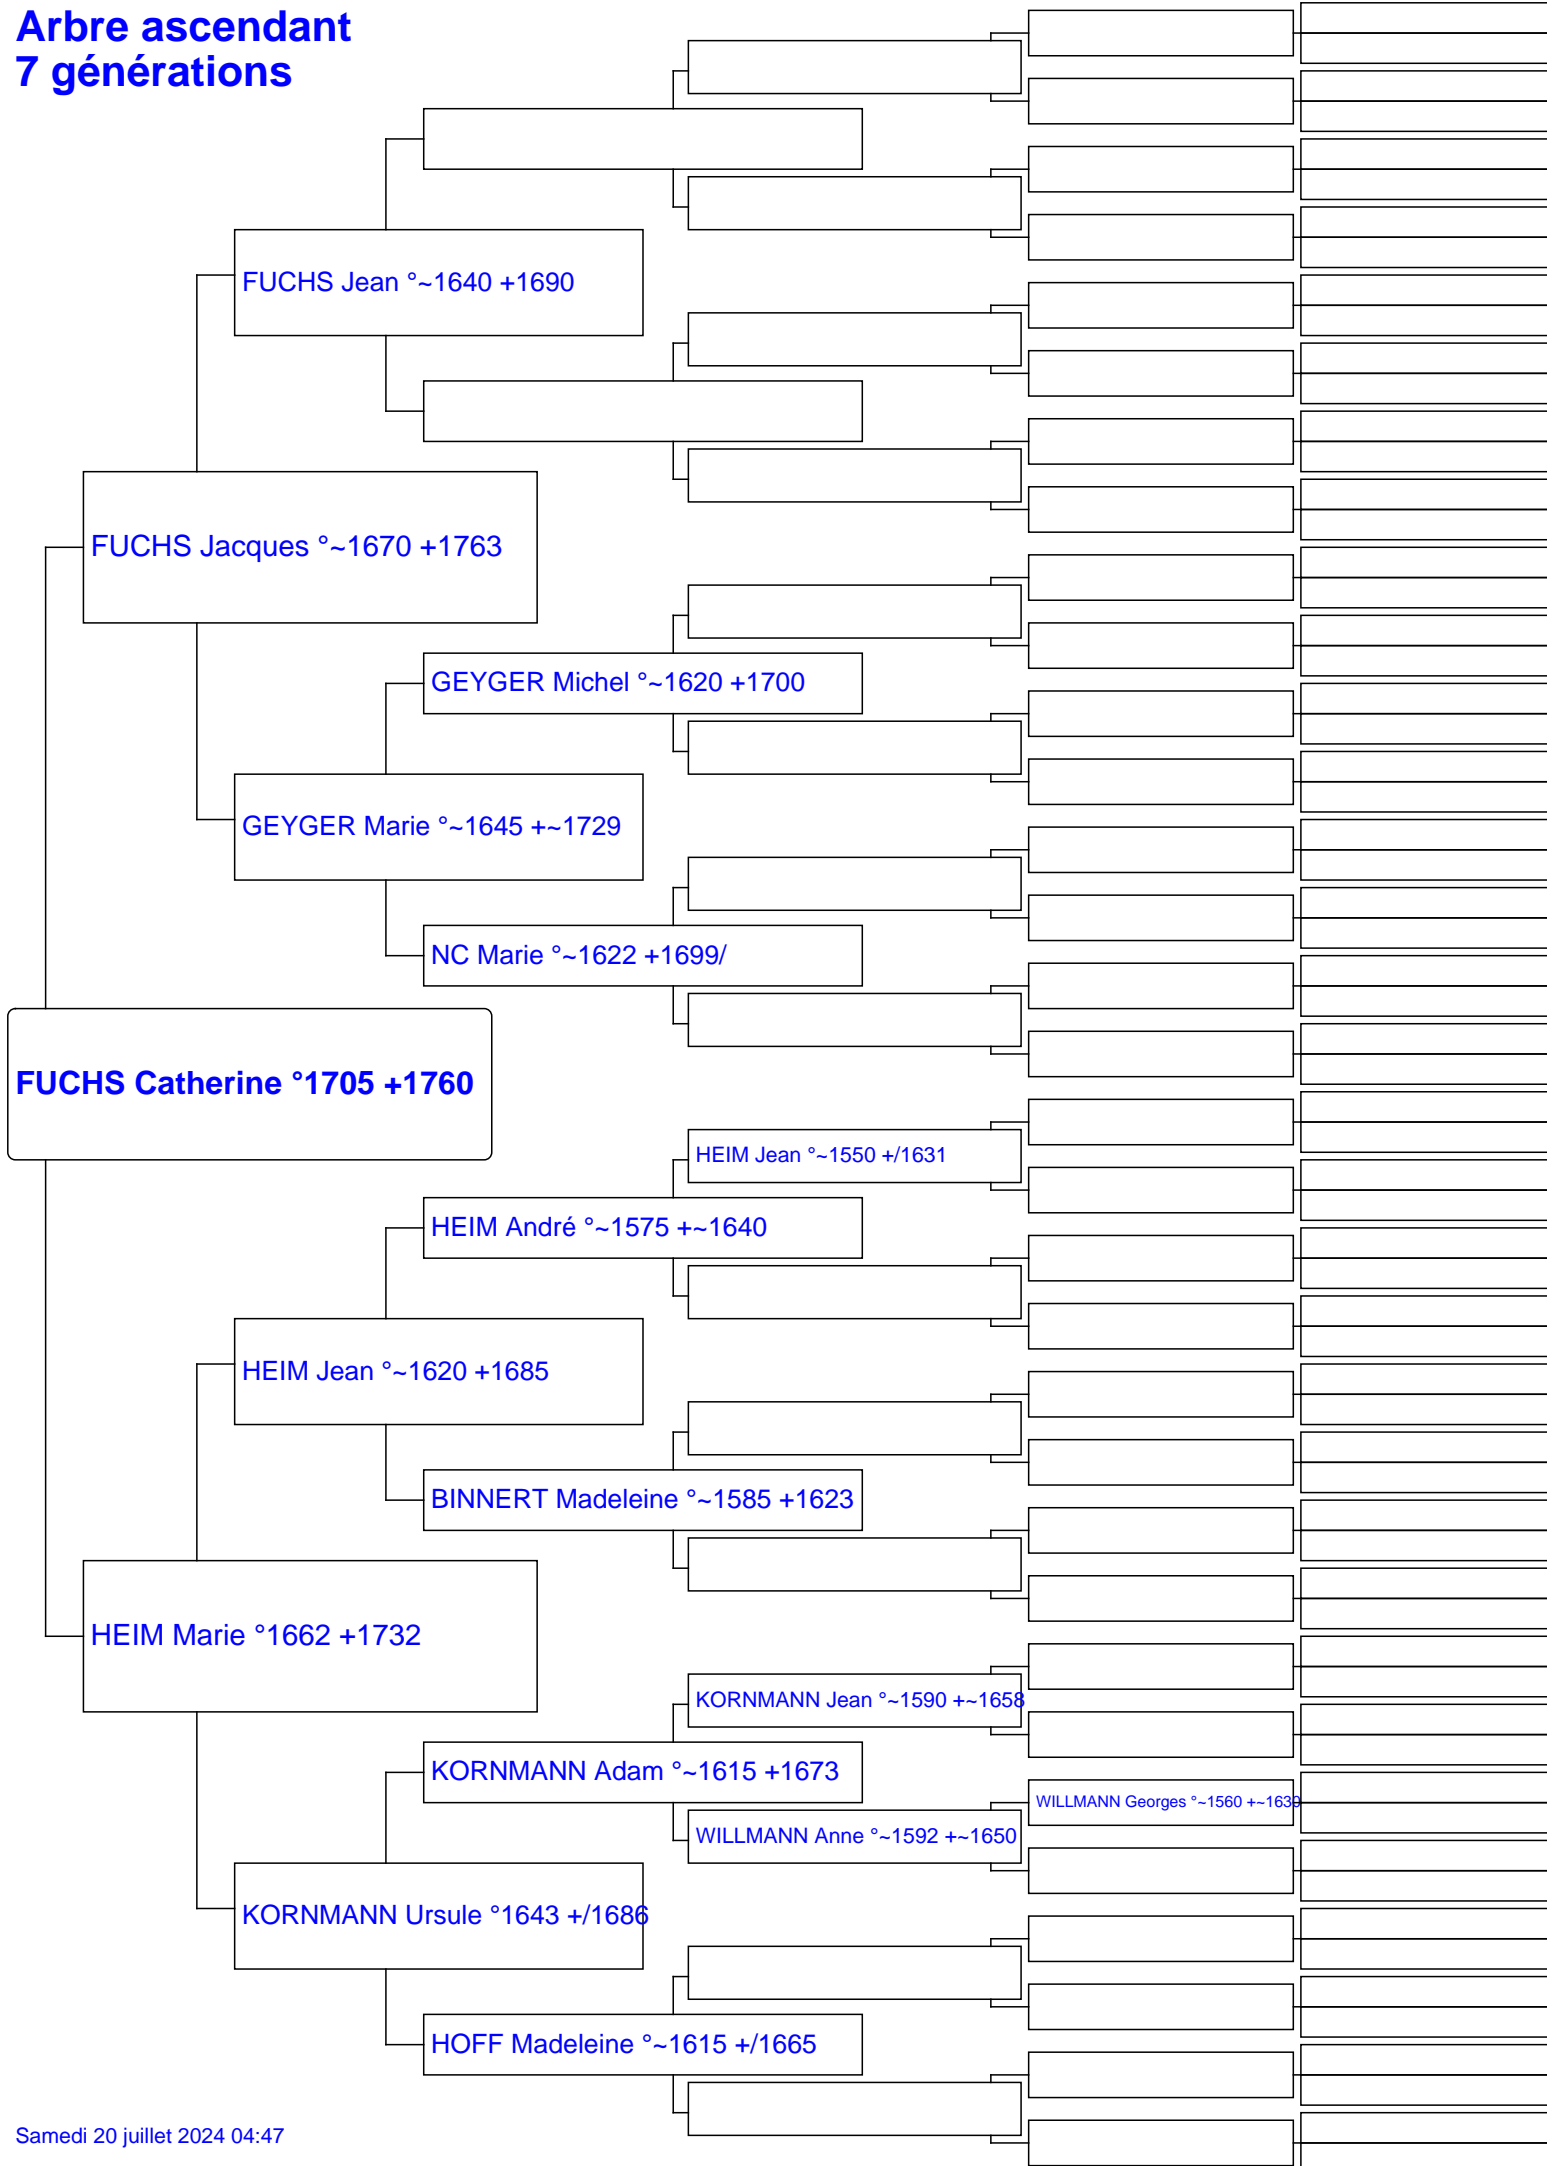 Arbre ascendant
7 générations
FUCHS Jean °~1640 +1690
FUCHS Jacques °~1670 +1763
GEYGER Michel °~1620 +1700
GEYGER Marie °~1645 +~1729
NC Marie °~1622 +1699/
FUCHS Catherine °1705 +1760
HEIM Jean °~1550 +/1631
HEIM André °~1575 +~1640
HEIM Jean °~1620 +1685
BINNERT Madeleine °~1585 +1623
HEIM Marie °1662 +1732
KORNMANN Jean °~1590 +~1658
KORNMANN Adam °~1615 +1673
WILLMANN Georges °~1560 +~1630
WILLMANN Anne °~1592 +~1650
KORNMANN Ursule °1643 +/1686
HOFF Madeleine °~1615 +/1665
Samedi 20 juillet 2024 04:47